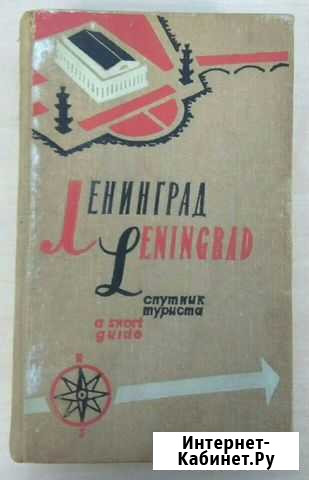 ЛЕНИНГРАД
LENINGRAD
спутник
туриста
a short
guide
N
S
Интернет-
Кабинет.Ру